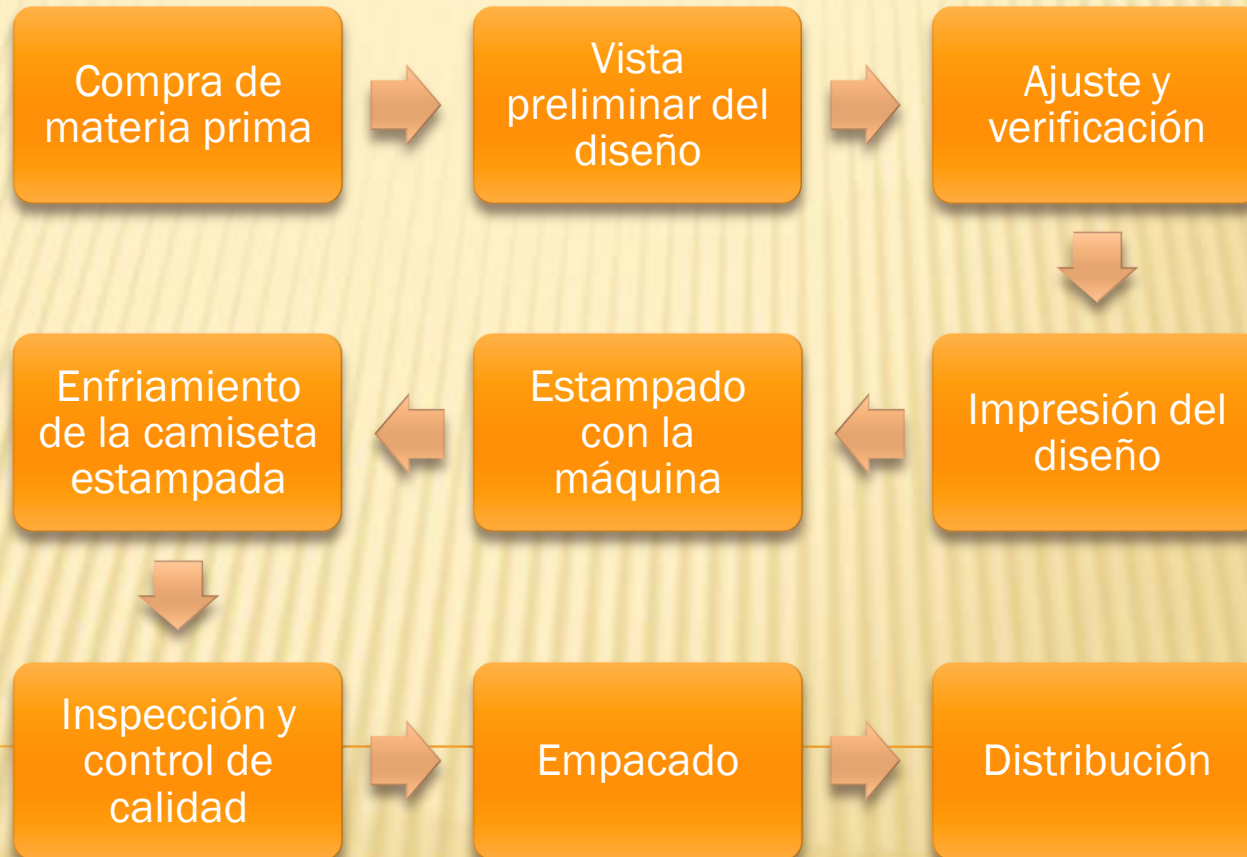 Compra de
materia prima
Vista
preliminar del
diseño
Ajuste y
verificación
Impresión del
diseño
Estampado
con la
máquina
Enfriamiento
de la camiseta
estampada
Inspección y
control de
calidad
Empacado
Distribución